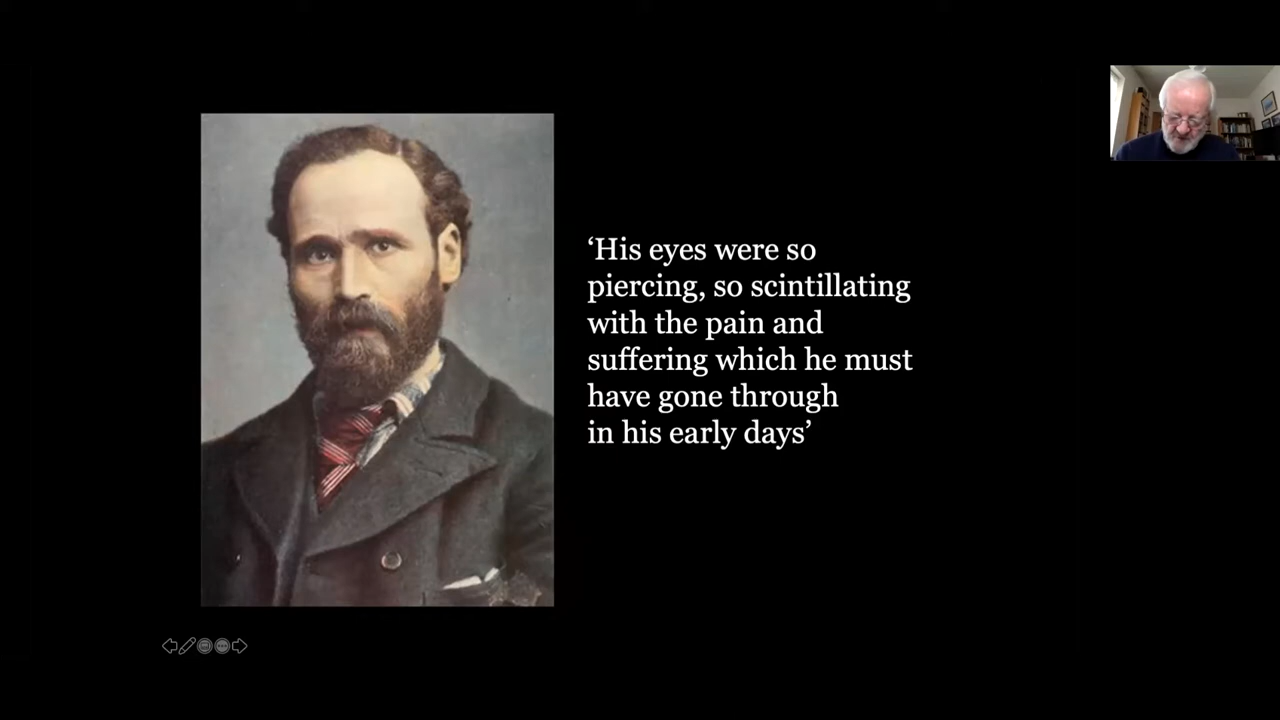 ‘His eyes were so
piercing, so scintillating
with the pain and
suffering which he must
have gone through
in his early days’